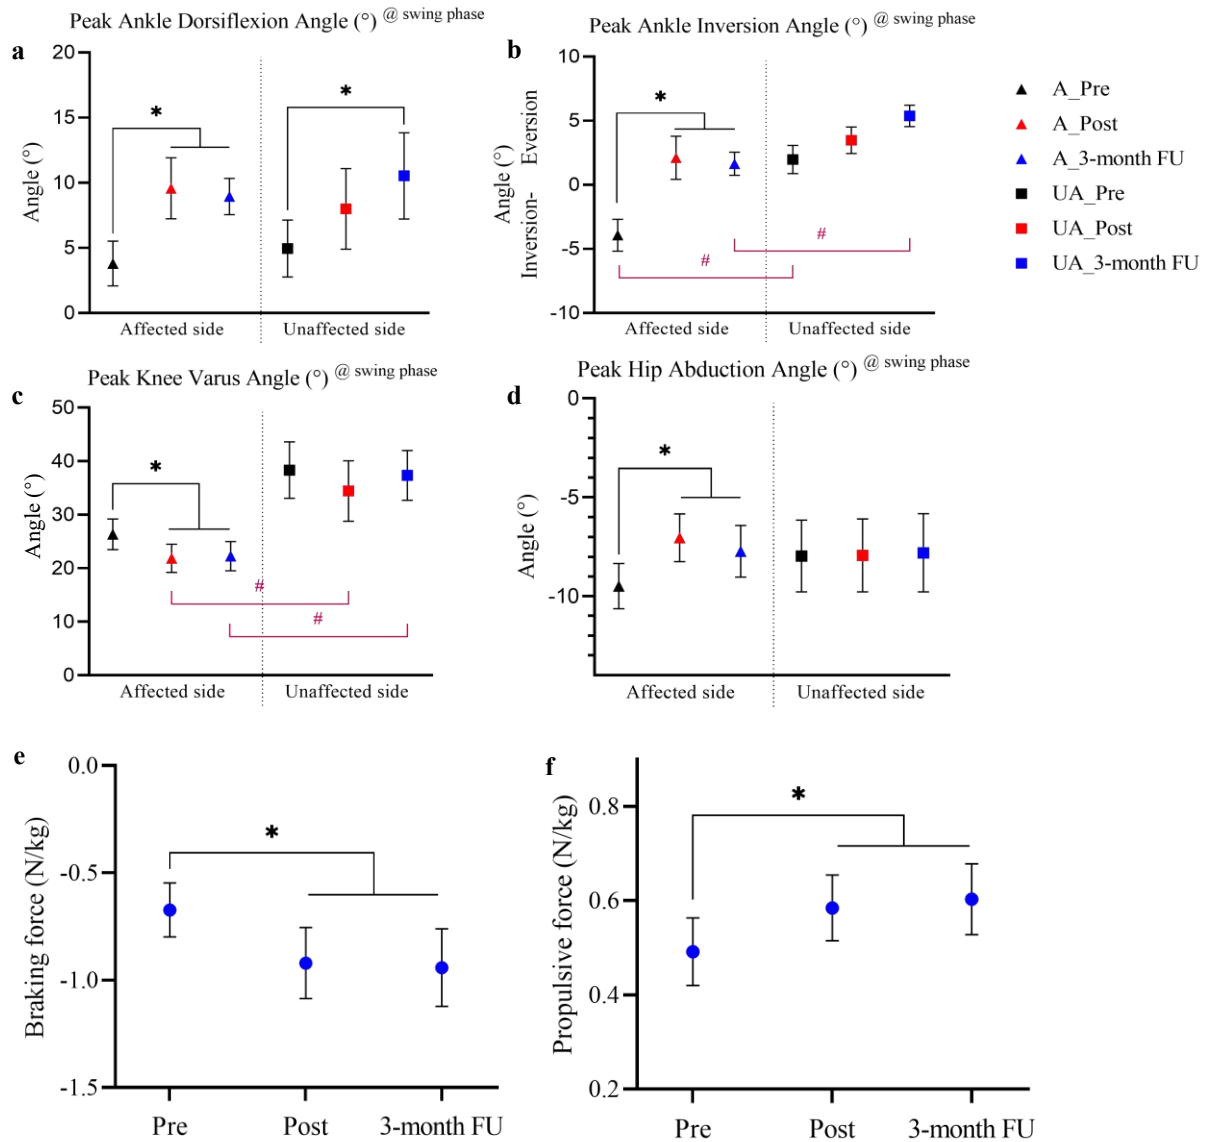 Peak Ankle Dorsiflexion Angle (°) @ swing phase
a
20
15
10
5
0
Angle (°)
*
*
Affected side
Unaffected side
Peak Ankle Inversion Angle (°) @ swing phase
b
10
5
0
-5
-10
Angle (°)
Inversion- Eversion
*
#
#
Affected side
Unaffected side
A_Pre
A_Post
A_3-month FU
UA_Pre
UA_Post
UA_3-month FU
Peak Knee Varus Angle (°) @ swing phase
c
50
40
30
20
10
0
Angle (°)
*
#
#
Affected side
Unaffected side
Peak Hip Abduction Angle (°) @ swing phase
d
0
-5
-10
Angle (°)
*
Affected side
Unaffected side
e
0.0
-0.5
-1.0
-1.5
Braking force (N/kg)
*
Pre
Post
3-month FU
f
0.8
0.6
0.4
0.2
Propulsive force (N/kg)
*
Pre
Post
3-month FU